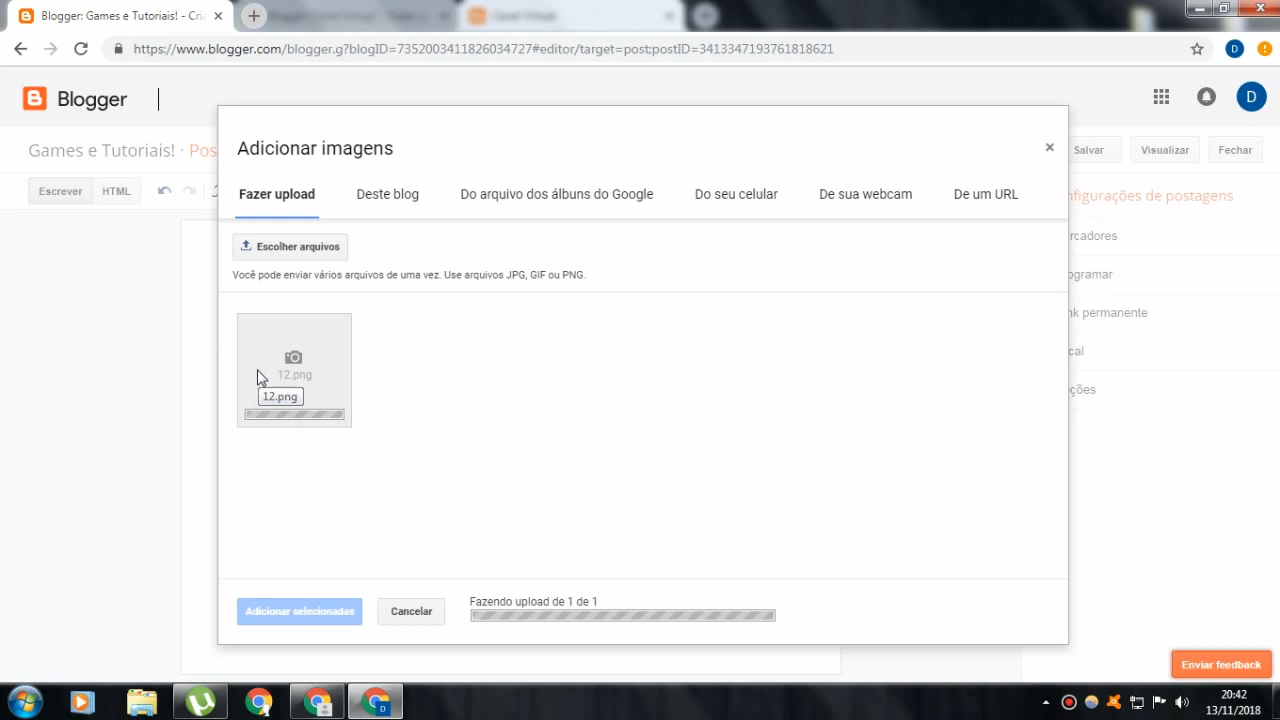 Blogger: Games e Tutoriais! - Cria
https://www.blogger.com/blogger.g?blogID=7352003411826034727#editor/target=post;postID=3413347193761818621
D
Blogger
D
Games e Tutoriais! · Pos
Salvar
Visualizar
Fechar
Escrever
HTML
Adicionar imagens
×
Fazer upload
Deste blog
Do arquivo dos álbuns do Google
Do seu celular
De sua webcam
De um URL
nfigurações de postagens
Escolher arquivos
Você pode enviar vários arquivos de uma vez. Use arquivos JPG, GIF ou PNG.
rcadores
ogramar
nk permanente
cal
ções
12.png
12.png
Adicionar selecionadas
Cancelar
Fazendo upload de 1 de 1
Enviar feedback
D
20:42
13/11/2018